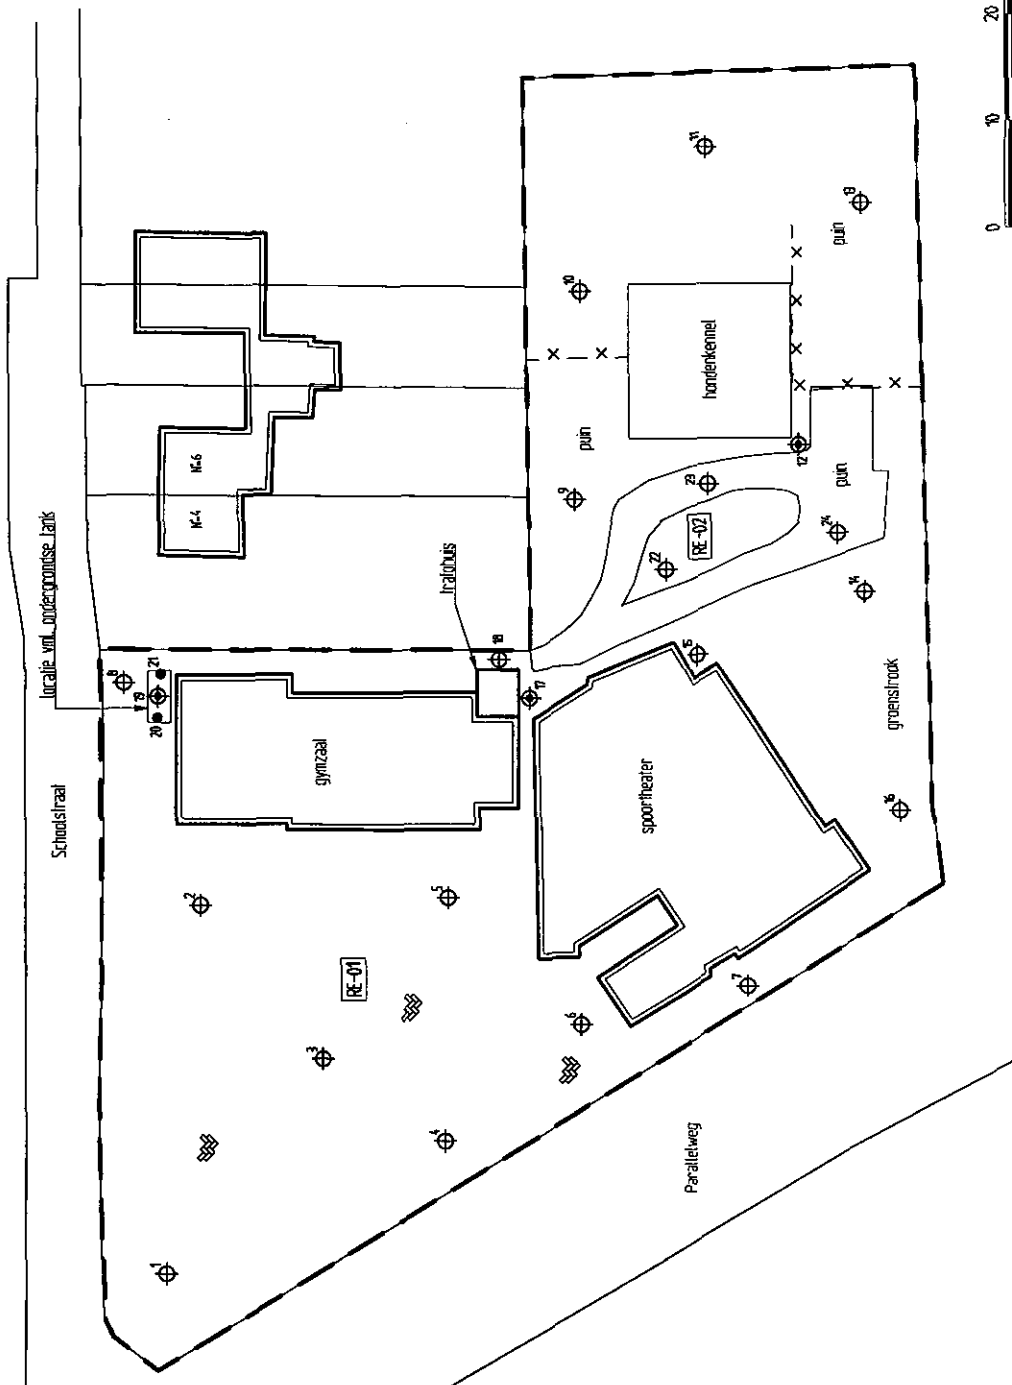 Schoolstraat
locatie vml. ondergrondse tank
N=4
N=6
trafohuis
gymzaal
spoortheater
hondenkennel
puin
puin
puin
groenstrook
Parallelweg
RE-01
RE-02
1
2
3
4
5
6
7
8
9
10
11
12
13
14
15
16
17
18
19
20
21
22
23
24
0
10
20